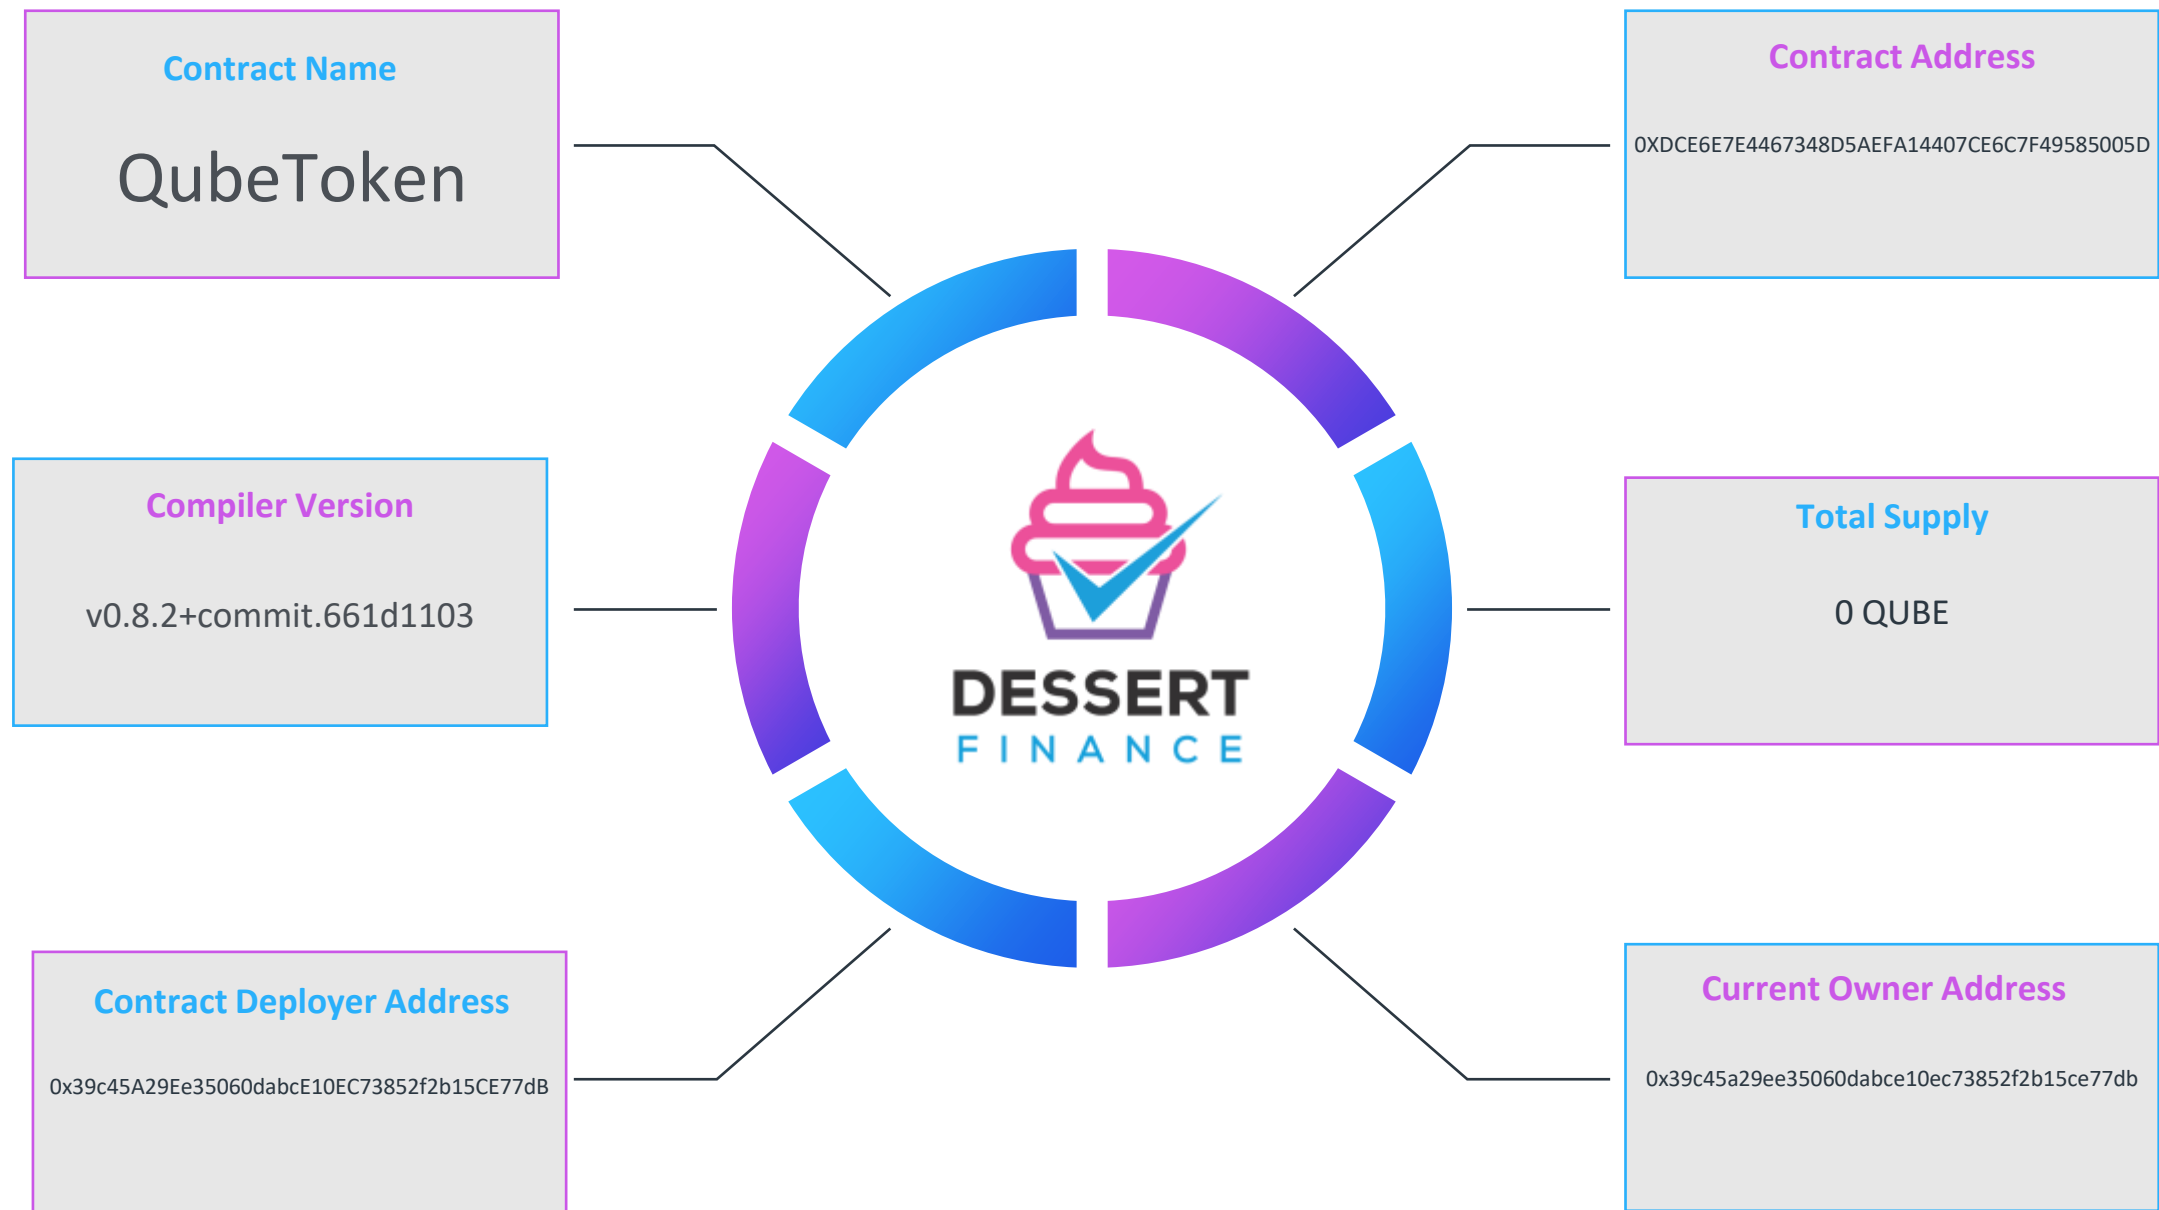 Contract Name
QubeToken
Contract Address
0XDCE6E7E4467348D5AEFA14407CE6C7F49585005D
Compiler Version
v0.8.2+commit.661d1103
Total Supply
0 QUBE
DESSERT
FINANCE
Contract Deployer Address
0x39c45A29Ee35060dabcE10EC73852f2b15CE77dB
Current Owner Address
0x39c45a29ee35060dabce10ec73852f2b15ce77db